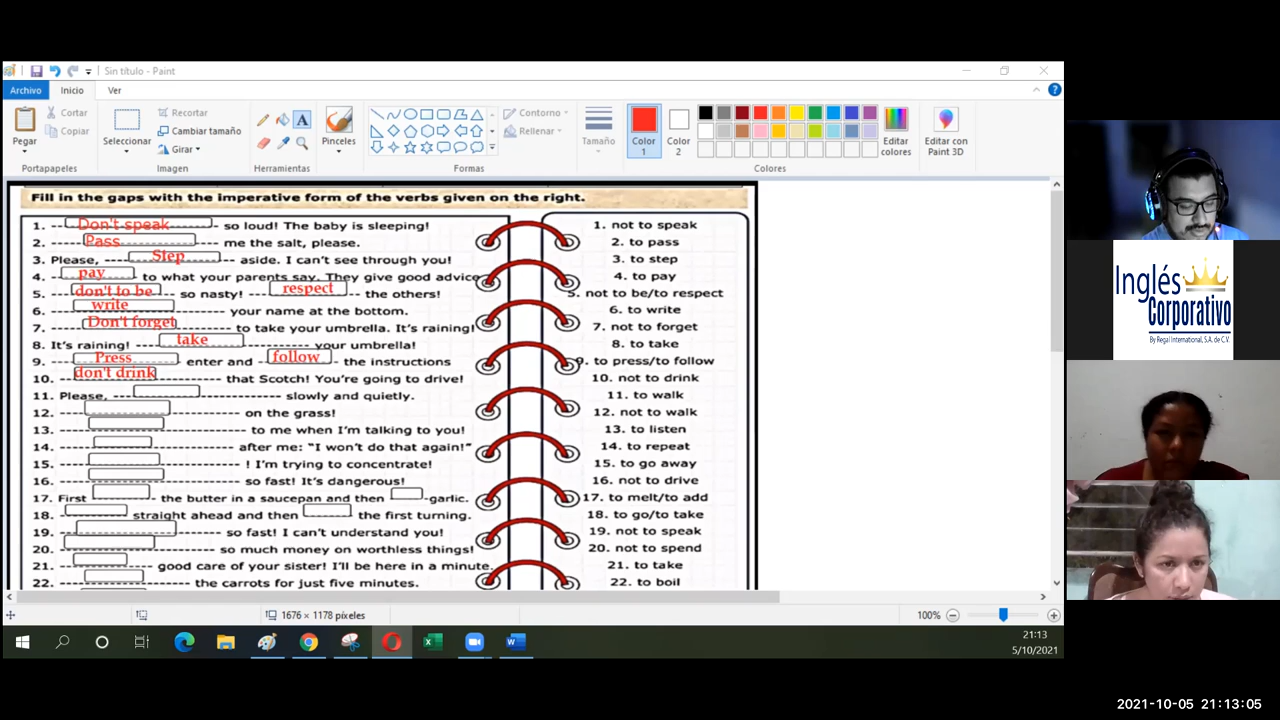 Sin título - Paint
Archivo Inicio Ver
Pegar
Cortar
Copiar
Portapapeles
Seleccionar
Recortar
Cambiar tamaño
Girar
Imagen
Herramientas
Pinceles
Contorno
Rellenar
Formas
Tamaño
Color 1
Color 2
Editar colores
Colores
Editar con Paint 3D
Fill in the gaps with the imperative form of the verbs given on the right.
1. Don't speak so loud! The baby is sleeping!
2. Pass me the salt, please.
3. Please, Step aside. I can't see through you!
4. pay to what your parents say. They give good advice
5. don't to be so nasty! respect the others!
6. write your name at the bottom.
7. Don't forget to take your umbrella. It's raining!
8. It's raining! take your umbrella!
9. Press enter and follow the instructions
10. don't drink that Scotch! You're going to drive!
11. Please, slowly and quietly.
12. on the grass!
13. to me when I'm talking to you!
14. after me: "I won't do that again!"
15. ! I'm trying to concentrate!
16. so fast! It's dangerous!
17. First the butter in a saucepan and then garlic.
18. straight ahead and then the first turning.
19. so fast! I can't understand you!
20. so much money on worthless things!
21. good care of your sister! I'll be here in a minute.
22. the carrots for just five minutes.
1. not to speak
2. to pass
3. to step
4. to pay
5. not to be/to respect
6. to write
7. not to forget
8. to take
9. to press/to follow
10. not to drink
11. to walk
12. not to walk
13. to listen
14. to repeat
15. to go away
16. not to drive
17. to melt/to add
18. to go/to take
19. not to speak
20. not to spend
21. to take
22. to boil
1676 × 1178 píxeles
100%
21:13
5/10/2021
Inglés
Corporativo
By Regal International, S.A. de C.V.
2021-10-05 21:13:05